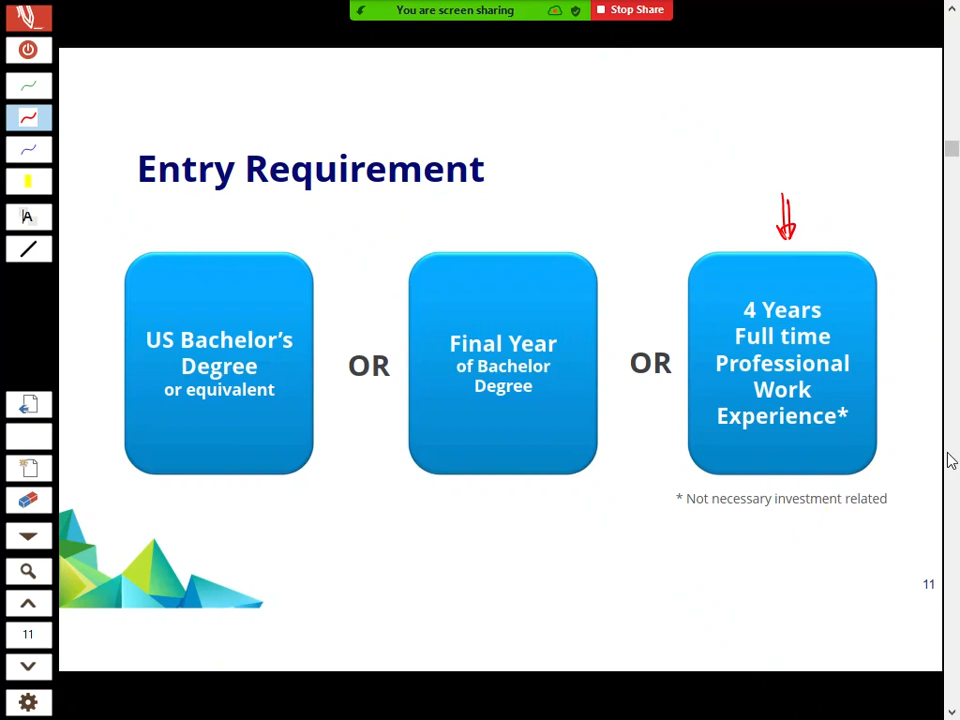 You are screen sharing
Stop Share
Entry Requirement
US Bachelor's
Degree
or equivalent
OR
Final Year
of Bachelor
Degree
OR
4 Years
Full time
Professional
Work
Experience*
* Not necessary investment related
11
A
11